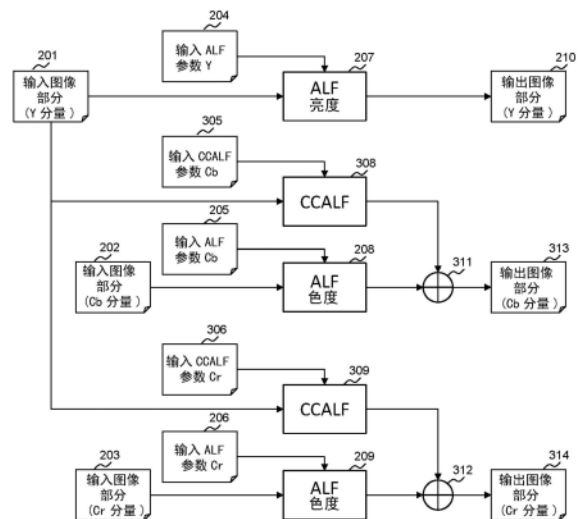 204
输入 ALF
参数 Y
201
输入图像
部分
(Y 分量)
207
ALF
亮度
210
输出图像
部分
(Y 分量)
305
输入 CCALF
参数 Cb
308
CCALF
205
输入 ALF
参数 Cb
202
输入图像
部分
(Cb 分量)
208
ALF
色度
311
313
输出图像
部分
(Cb 分量)
306
输入 CCALF
参数 Cr
309
CCALF
206
输入 ALF
参数 Cr
203
输入图像
部分
(Cr 分量)
209
ALF
色度
312
314
输出图像
部分
(Cr 分量)